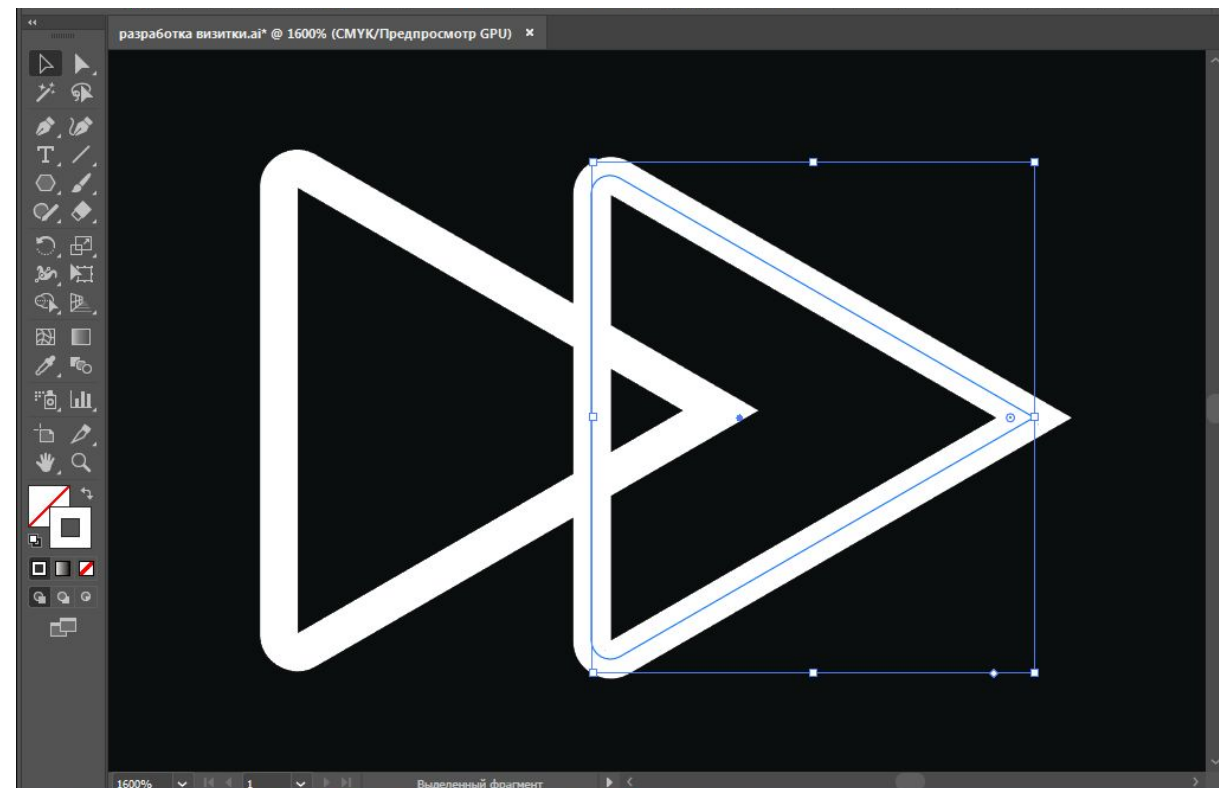 разработка визитки.ai* @ 1600% (CMYK/Предпросмотр GPU) ×
1600% 1 Выделенный фрагмент